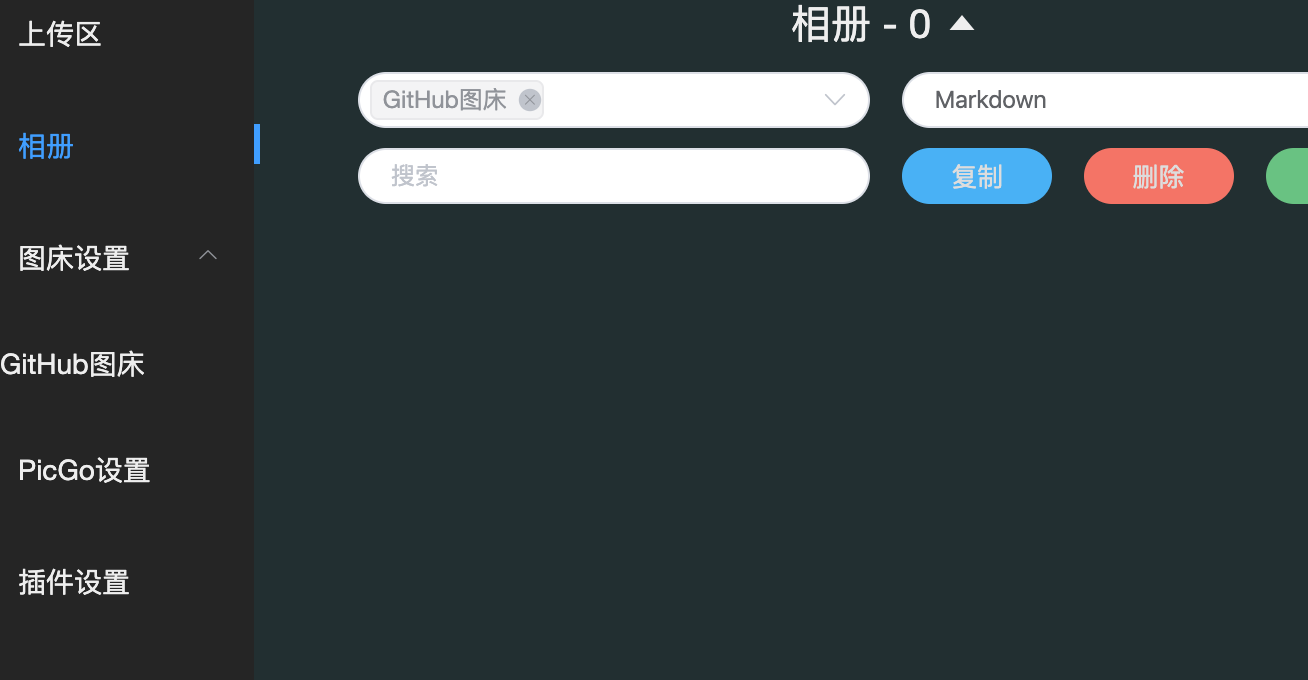 上传区
相册
图床设置
GitHub图床
PicGo设置
插件设置
相册 - 0
GitHub图床
Markdown
搜索
复制
删除